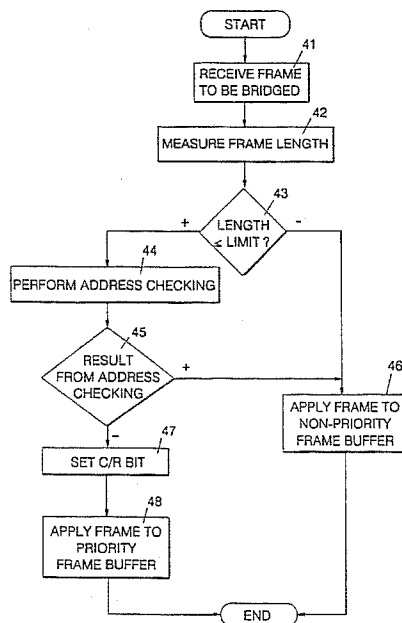 START
41
RECEIVE FRAME
TO BE BRIDGED
42
MEASURE FRAME LENGTH
43
LENGTH
≤ LIMIT ?
+
-
44
PERFORM ADDRESS CHECKING
45
RESULT
FROM ADDRESS
CHECKING
+
-
46
APPLY FRAME TO
NON-PRIORITY
FRAME BUFFER
47
SET C/R BIT
48
APPLY FRAME TO
PRIORITY
FRAME BUFFER
END